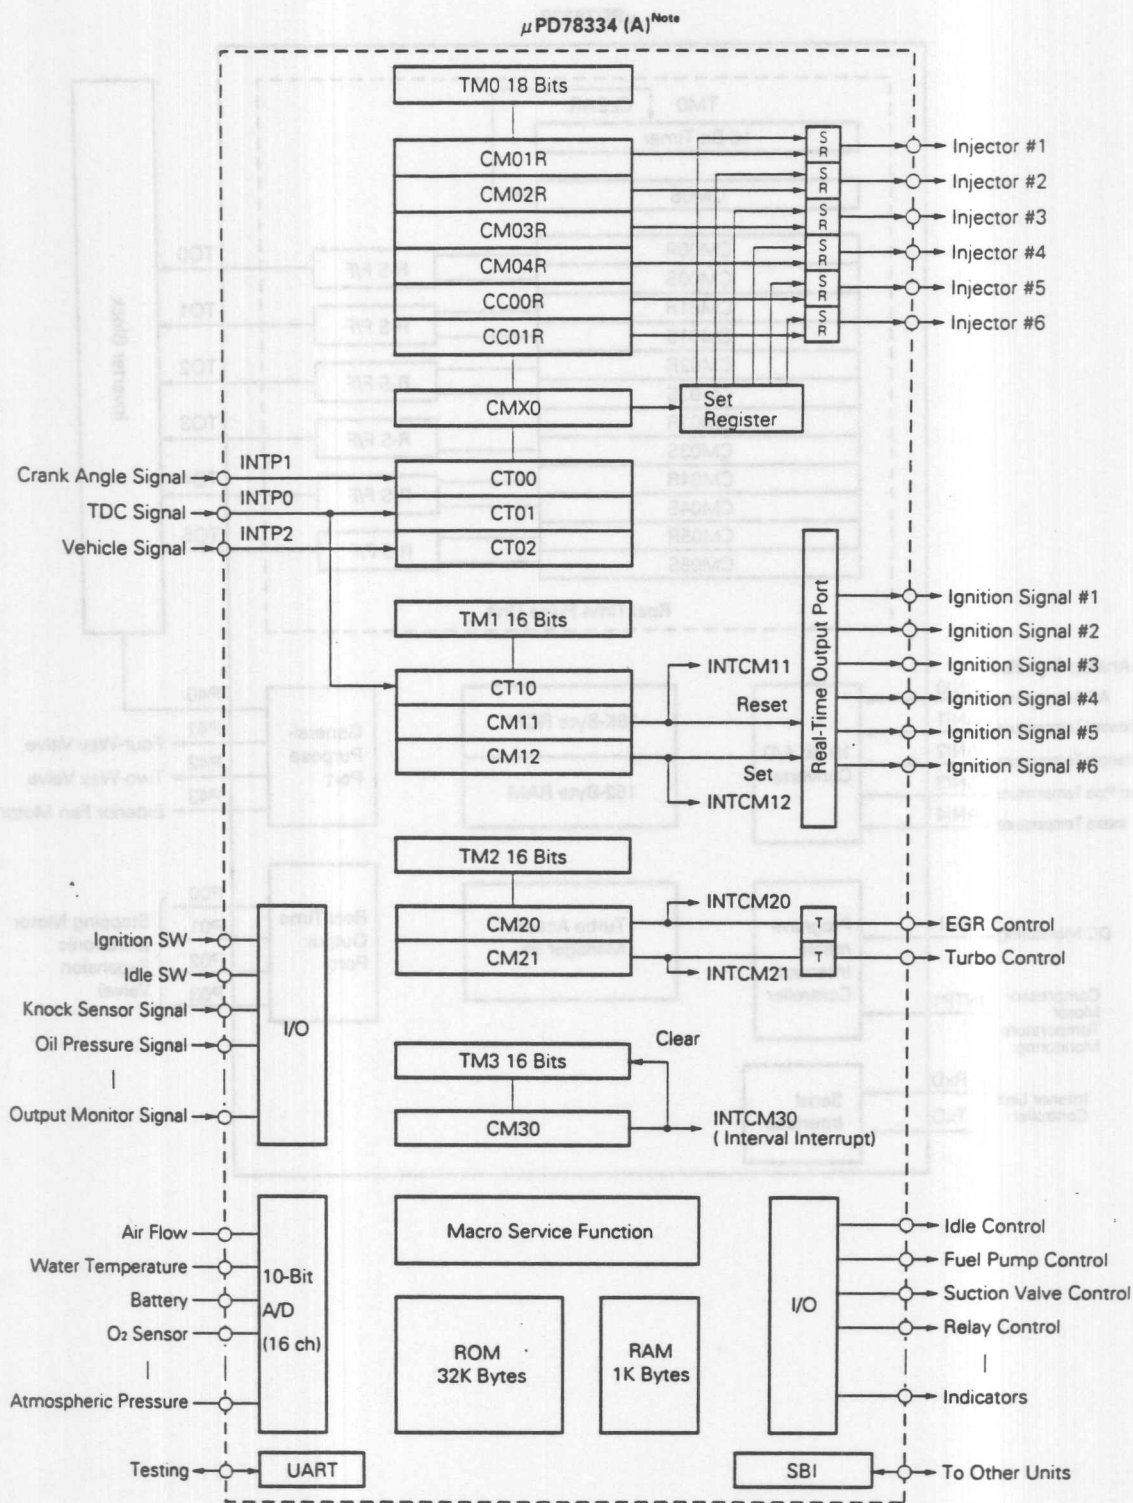 μPD78334 (A)Note
TM0 18 Bits
CM01R
CM02R
CM03R
CM04R
CC00R
CC01R
S
R
S
R
S
R
S
R
S
R
S
R
Injector #1
Injector #2
Injector #3
Injector #4
Injector #5
Injector #6
CMX0
Set
Register
Crank Angle Signal
INTP1
TDC Signal
INTP0
Vehicle Signal
INTP2
CT00
CT01
CT02
TM1 16 Bits
CT10
CM11
CM12
INTCM11
Reset
Set
INTCM12
Real-Time Output Port
Ignition Signal #1
Ignition Signal #2
Ignition Signal #3
Ignition Signal #4
Ignition Signal #5
Ignition Signal #6
TM2 16 Bits
CM20
CM21
INTCM20
INTCM21
T
T
EGR Control
Turbo Control
Ignition SW
Idle SW
Knock Sensor Signal
Oil Pressure Signal
Output Monitor Signal
I/O
TM3 16 Bits
Clear
CM30
INTCM30
( Interval Interrupt)
Air Flow
Water Temperature
Battery
O2 Sensor
Atmospheric Pressure
10-Bit
A/D
(16 ch)
Macro Service Function
ROM
32K Bytes
RAM
1K Bytes
I/O
Idle Control
Fuel Pump Control
Suction Valve Control
Relay Control
Indicators
Testing
UART
SBI
To Other Units